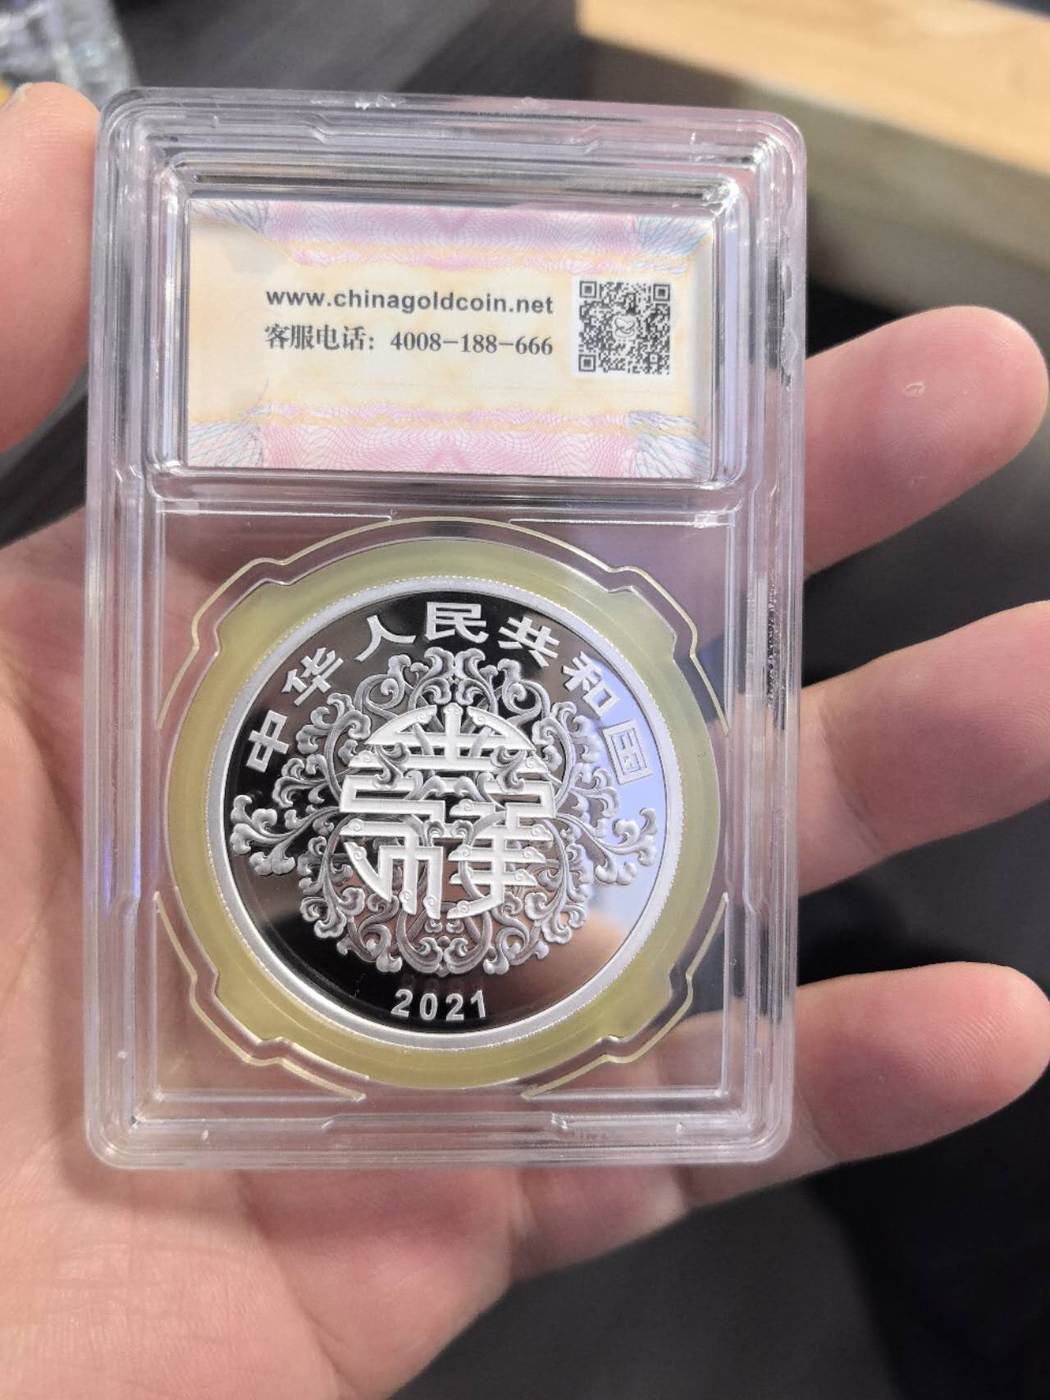 www.chinagoldcoin.net
客服电话：4008-188-666
中华人民共和国
2021